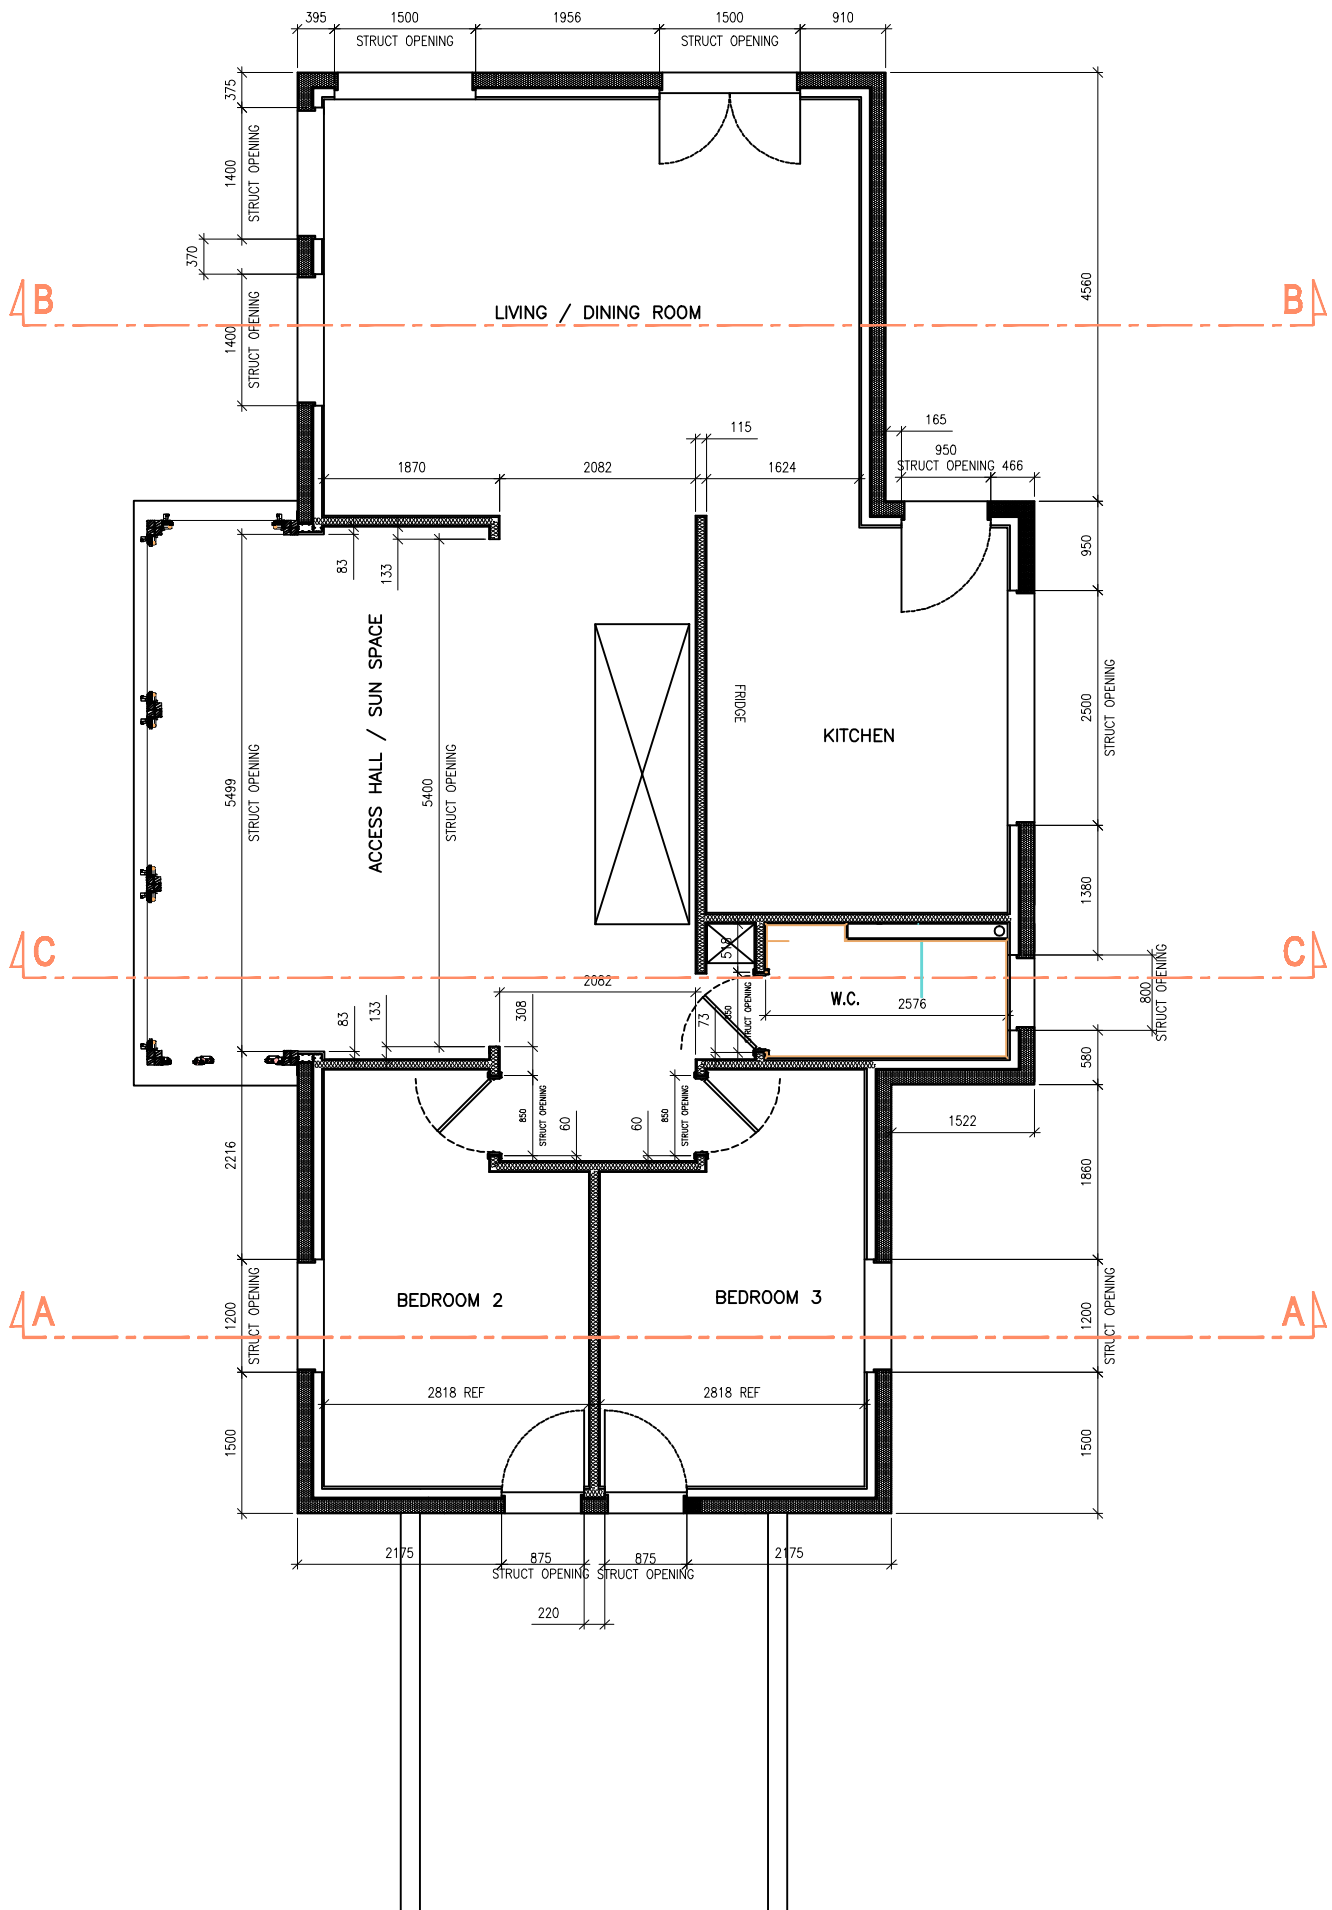 395 1500 1956 1500 910
STRUCT OPENING STRUCT OPENING
375
1400
STRUCT OPENING
370
1400
STRUCT OPENING
4560
B B
LIVING / DINING ROOM
115
165
950
STRUCT OPENING 466
1870 2082 1624
83
133
950
ACCESS HALL / SUN SPACE
FRIDGE
KITCHEN
2500
STRUCT OPENING
5499
STRUCT OPENING
5400
STRUCT OPENING
1380
C C
518
850
STRUCT OPENING
W.C.
2576
800
STRUCT OPENING
2082
83
133
308
73
580
850
STRUCT OPENING
60
60
850
STRUCT OPENING
1522
2216
1860
BEDROOM 2
BEDROOM 3
A A
1200
STRUCT OPENING
1200
STRUCT OPENING
2818 REF
2818 REF
1500
1500
2175 875 875 2175
STRUCT OPENING STRUCT OPENING
220